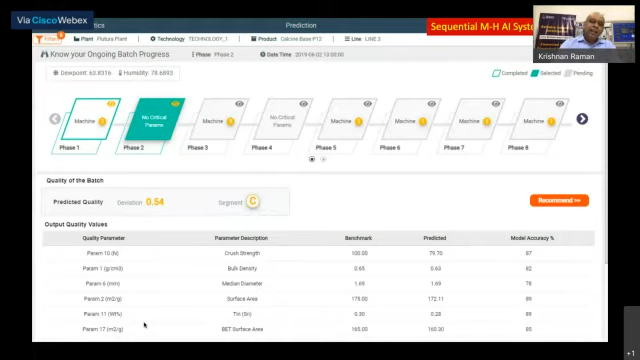 Via Cisco Webex
Prediction
Sequential M-H AI Syste
Krishnan Raman
Filter
Plant Flutura Plant
Technology TECHNOLOGY_1
Product Calcine Base-P12
Line LINE 3
Know your Ongoing Batch Progress
Phase Phase 2
Date Time 2019-06-02 13:00:00
Dewpoint: 63.8316 Humidity: 78.6893
Completed Selected Pending
Machine
No Critical Params
Machine
No Critical Params
Machine
Machine
Machine
Machine
Phase 1
Phase 2
Phase 3
Phase 4
Phase 5
Phase 6
Phase 7
Phase 8
Quality of the Batch
Predicted Quality Deviation 0.54 Segment C
Recommend >>
Output Quality Values
Quality Parameter Parameter Description Benchmark Predicted Model Accuracy %
Param 10 (N) Crush Strength 100.00 79.70 87
Param 1 (g/cm3) Bulk Density 0.65 0.63 82
Param 6 (mm) Median Diameter 1.69 1.69 78
Param 2 (m2/g) Surface Area 175.00 172.11 89
Param 11 (Wt%) Tin (Sn) 0.30 0.28 89
Param 17 (m2/g) BET Surface Area 165.00 160.30 85
+1